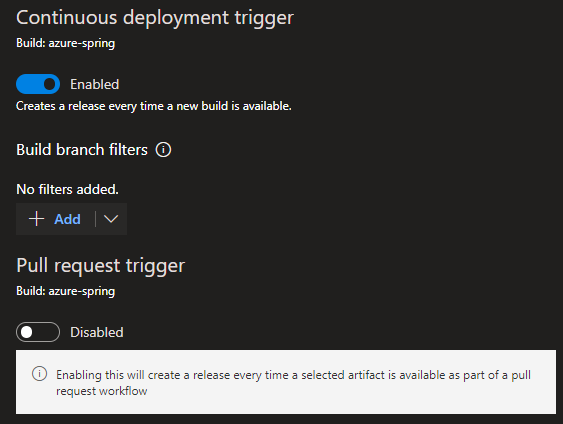 Continuous deployment trigger
Build: azure-spring
Enabled
Creates a release every time a new build is available.
Build branch filters
No filters added.
Add
Pull request trigger
Build: azure-spring
Disabled
Enabling this will create a release every time a selected artifact is available as part of a pull
request workflow